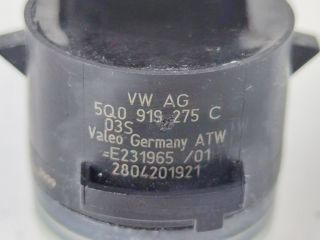 VW AG
5Q0 919 275 C
03S
Valeo Germany ATW
=E231965 /01
2804201921